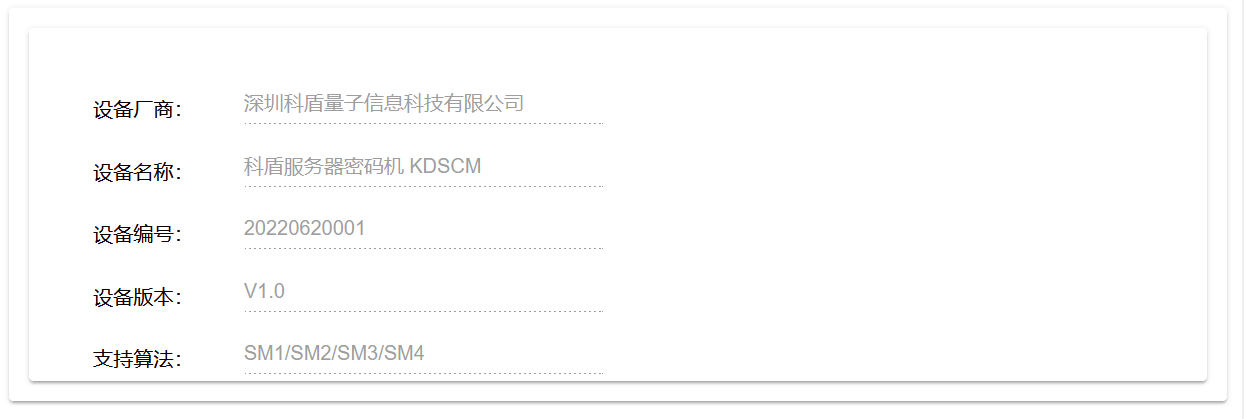 设备厂商： 深圳科盾量子信息科技有限公司
设备名称： 科盾服务器密码机 KDSCM
设备编号： 20220620001
设备版本： V1.0
支持算法： SM1/SM2/SM3/SM4